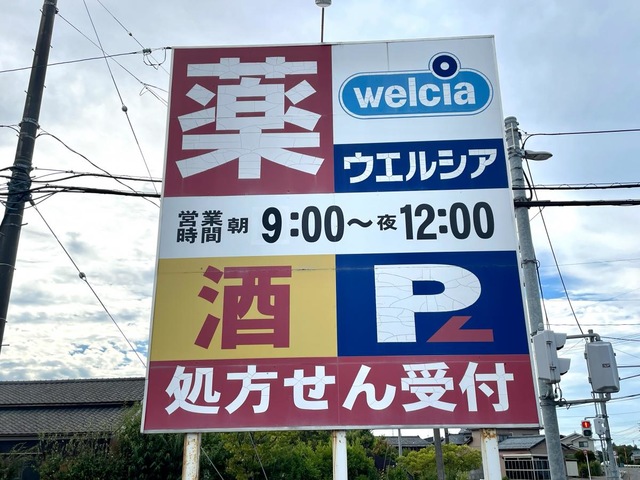 薬
welcia
ウエルシア
営業時間 朝 9:00～夜 12:00
酒
P
処方せん受付